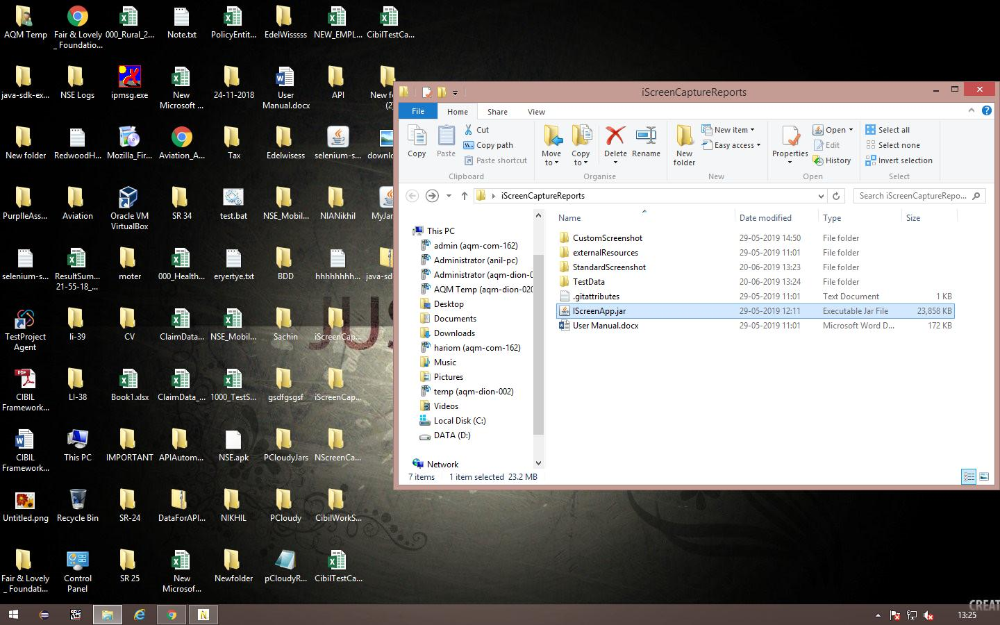 AQM Temp
Fair & Lovely
_ Foundatio...
000_Rural_2...
Note.txt
PolicyEntit...
EdelWisssss
NEW_EMPL...
CibilTestCa...
java-sdk-ex...
NSE Logs
ipmsg.exe
New
Microsoft ...
24-11-2018
User
Manual.docx
API
New fo
(2)
New folder
RedwoodH...
Mozilla_Fir...
Aviation_A...
Tax
Edelwisess
selenium-s...
downlo
PurplleAss...
Aviation
Oracle VM
VirtualBox
SR 34
test.bat
NSE_Mobil...
NIANikhil
MyJar
selenium-s...
ResultSum...
21-55-18_...
moter
000_Health...
eryertye.txt
BDD
hhhhhhhh...
java-sd
TestProject
Agent
li-39
CV
ClaimData...
NSE_Mobil...
Sachin
iScreenCap...
JUS
CIBIL
Framework...
LI-38
Book1.xlsx
ClaimData_...
1000_TestS...
gsdfgsgsf
iScreenCap...
CIBIL
Framework...
This PC
IMPORTANT
APIAutom...
NSE.apk
PCloudyJars
NScreenCa...
Untitled.png
Recycle Bin
SR-24
DataForAPI...
NIKHIL
PCloudy
CibilWorkS...
Fair & Lovely
_ Foundati...
Control
Panel
SR 25
New
Microsof...
Newfolder
pCloudyR...
CibilTestCa...
iScreenCaptureReports
File
Home
Share
View
Copy
Paste
Cut
Copy path
Paste shortcut
Clipboard
Move
to
Copy
to
Delete
Rename
Organise
New
folder
New item
Easy access
New
Properties
Open
Edit
History
Open
Select all
Select none
Invert selection
Select
iScreenCaptureReports
Search iScreenCaptureRepo...
This PC
admin (aqm-com-162)
Administrator (anil-pc)
Administrator (aqm-dion-0
AQM Temp (aqm-dion-020
Desktop
Documents
Downloads
hariom (aqm-com-162)
Music
Pictures
temp (aqm-dion-002)
Videos
Local Disk (C:)
DATA (D:)
Network
Name Date modified Type Size
CustomScreenshot 29-05-2019 14:50 File folder
externalResources 29-05-2019 11:01 File folder
StandardScreenshot 20-06-2019 13:23 File folder
TestData 20-06-2019 13:24 File folder
.gitattributes 29-05-2019 11:01 Text Document 1 KB
IScreenApp.jar 29-05-2019 12:11 Executable Jar File 23,858 KB
User Manual.docx 29-05-2019 11:01 Microsoft Word D... 172 KB
7 items 1 item selected 23.2 MB
CREAT
13:25